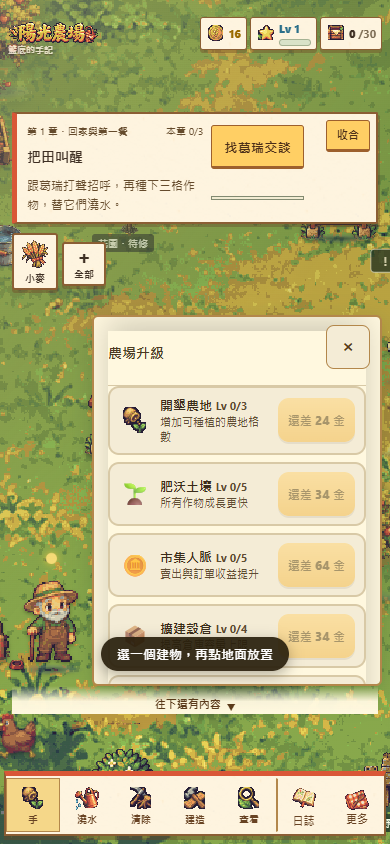 陽光農場
籃底的手記
16
Lv 1
0 /30
第 1 章 · 回家與第一餐
本章 0/3
把田叫醒
跟葛瑞打聲招呼，再種下三格作
物，替它們澆水。
找葛瑞交談
收合
小麥
+
全部
花圃 · 待修
!
農場升級
×
開墾農地 Lv 0/3
增加可種植的農地格
數
還差 24 金
肥沃土壤 Lv 0/5
所有作物成長更快
還差 34 金
市集人脈 Lv 0/5
賣出與訂單收益提升
還差 64 金
擴建穀倉 Lv 0/4
還差 34 金
選一個建物，再點地面放置
往下還有內容 ▼
手
澆水
清除
建造
查看
日誌
更多